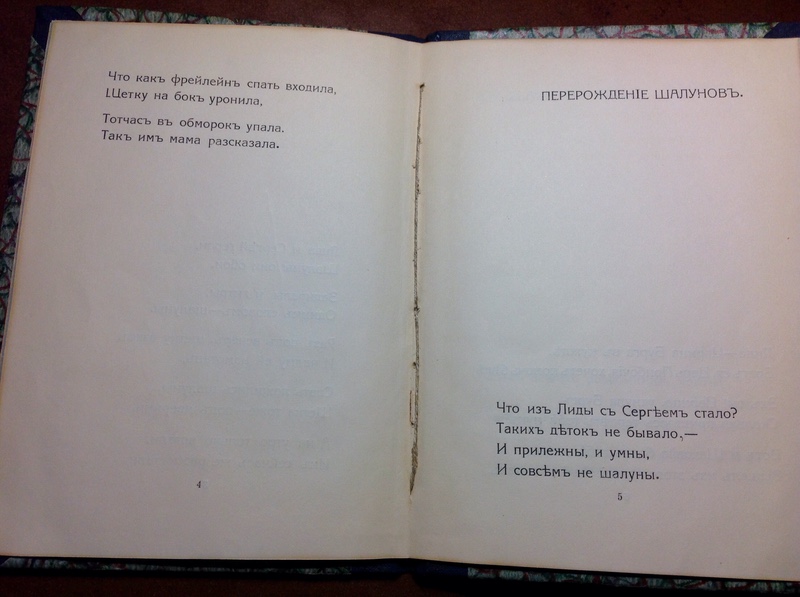 Что какъ фрейлейнъ спать входила,
Щетку на бокъ уронила,
Тотчасъ въ обморокъ упала.
Такъ имъ мама разсказала.
4
ПЕРЕРОЖДЕНІЕ ШАЛУНОВЪ.
Что изъ Лиды съ Сергѣемъ стало?
Такихъ дѣтокъ не бывало,—
И прилежны, и умны,
И совсѣмъ не шалуны.
5